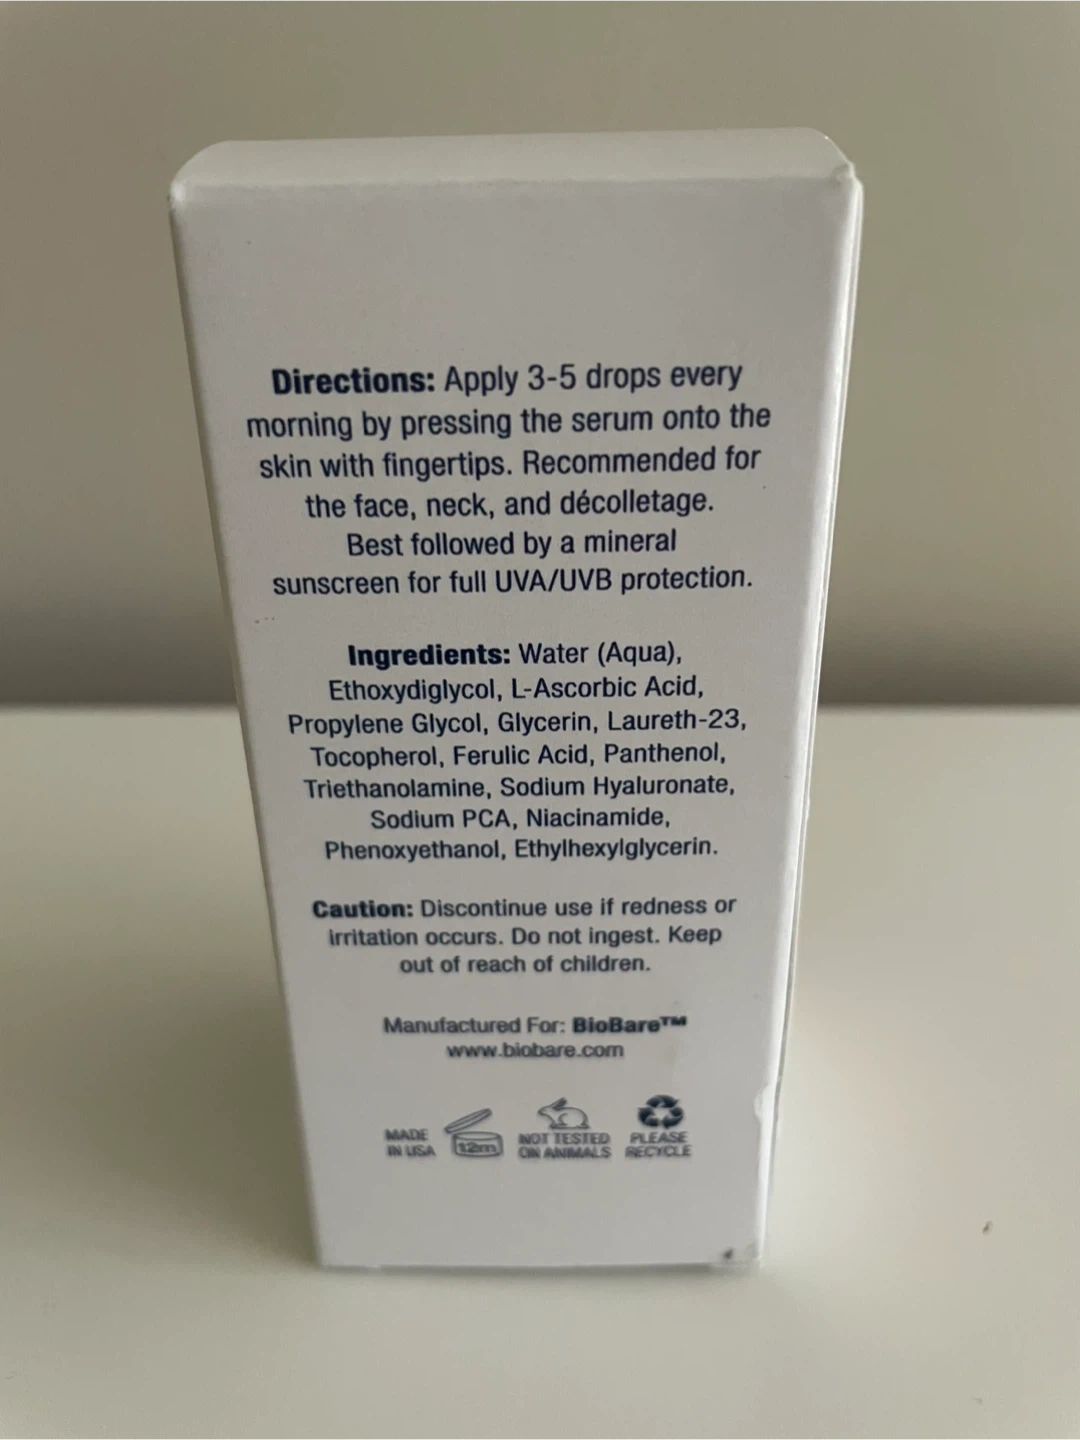 Directions: Apply 3-5 drops every
morning by pressing the serum onto the
skin with fingertips. Recommended for
the face, neck, and décolletage.
Best followed by a mineral
sunscreen for full UVA/UVB protection.
Ingredients: Water (Aqua),
Ethoxydiglycol, L-Ascorbic Acid,
Propylene Glycol, Glycerin, Laureth-23,
Tocopherol, Ferulic Acid, Panthenol,
Triethanolamine, Sodium Hyaluronate,
Sodium PCA, Niacinamide,
Phenoxyethanol, Ethylhexylglycerin.
Caution: Discontinue use if redness or
irritation occurs. Do not ingest. Keep
out of reach of children.
Manufactured For: BioBare™
www.biobare.com
MADE
IN USA
12m
NOT TESTED
ON ANIMALS
PLEASE
RECYCLE